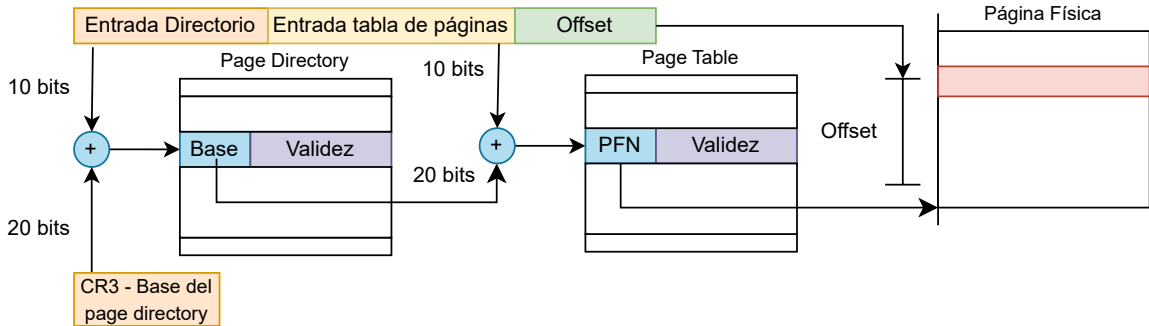 Entrada Directorio
Entrada tabla de páginas
Offset
Página Física
Page Directory
Page Table
10 bits
10 bits
Offset
+
Base
Validez
+
PFN
Validez
20 bits
20 bits
CR3 - Base del
page directory